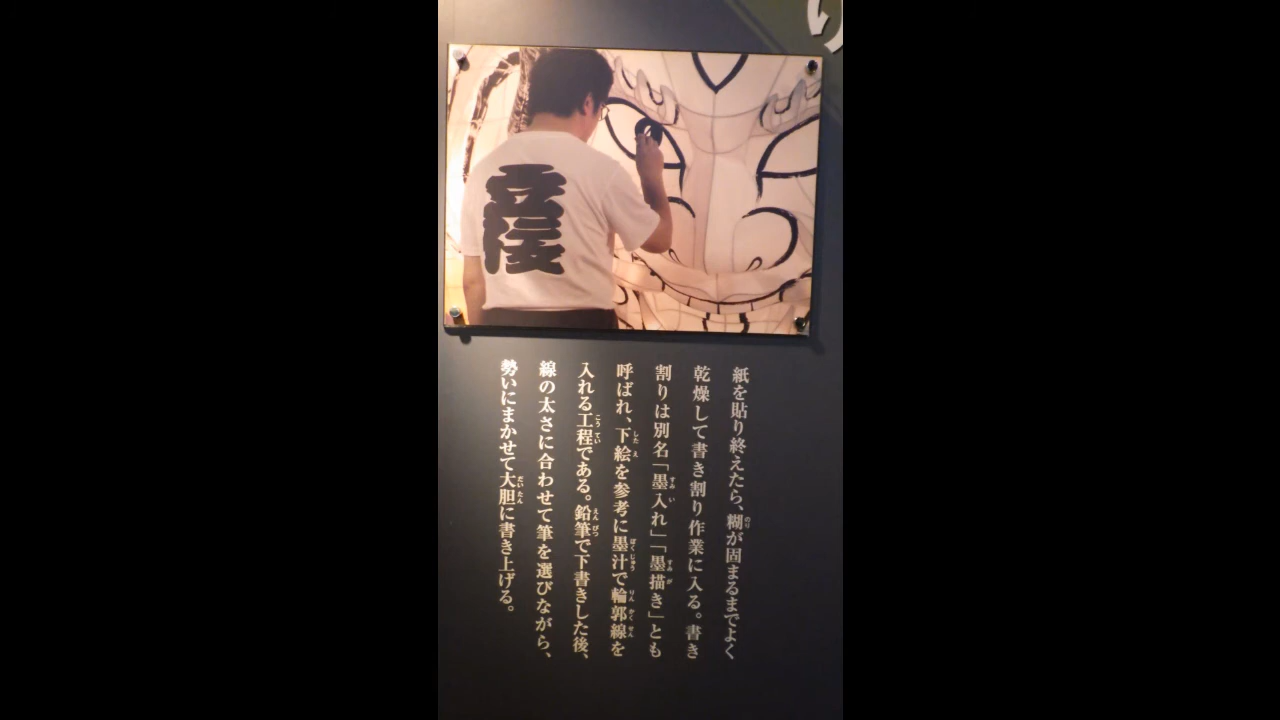 り
紙を貼り終えたら、糊が固まるまでよく
乾燥して書き割り作業に入る。書き
割りは別名「墨入れ」「墨描き」とも
呼ばれ、下絵を参考に墨汁で輪郭線を
入れる工程である。鉛筆で下書きした後、
線の太さに合わせて筆を選びながら、
勢いにまかせて大胆に書き上げる。